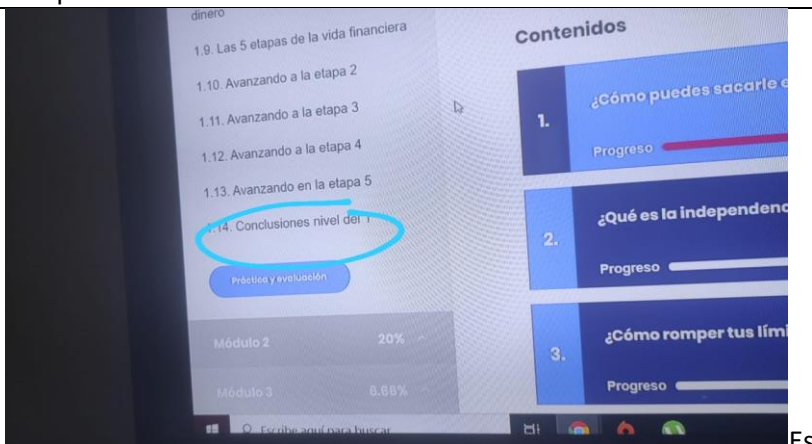 dinero
1.9. Las 5 etapas de la vida financiera
1.10. Avanzando a la etapa 2
1.11. Avanzando a la etapa 3
1.12. Avanzando a la etapa 4
1.13. Avanzando en la etapa 5
1.14. Conclusiones nivel del 1
Práctica y evaluación
Módulo 2 20%
Módulo 3 6.66%
Escribe aquí para buscar
Contenidos
1.
¿Cómo puedes sacarle e
Progreso
2.
¿Qué es la independenc
Progreso
3.
¿Cómo romper tus lími
Progreso
Es